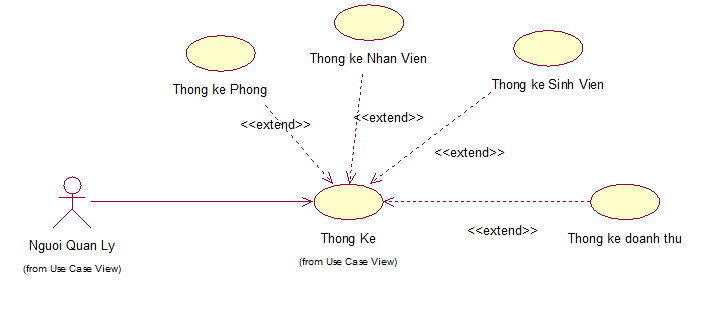 Thong ke Nhan Vien
Thong ke Phong
Thong ke Sinh Vien
<<extend>>
<<extend>>
<<extend>>
<<extend>>
Nguoi Quan Ly
(from Use Case View)
Thong Ke
(from Use Case View)
Thong ke doanh thu